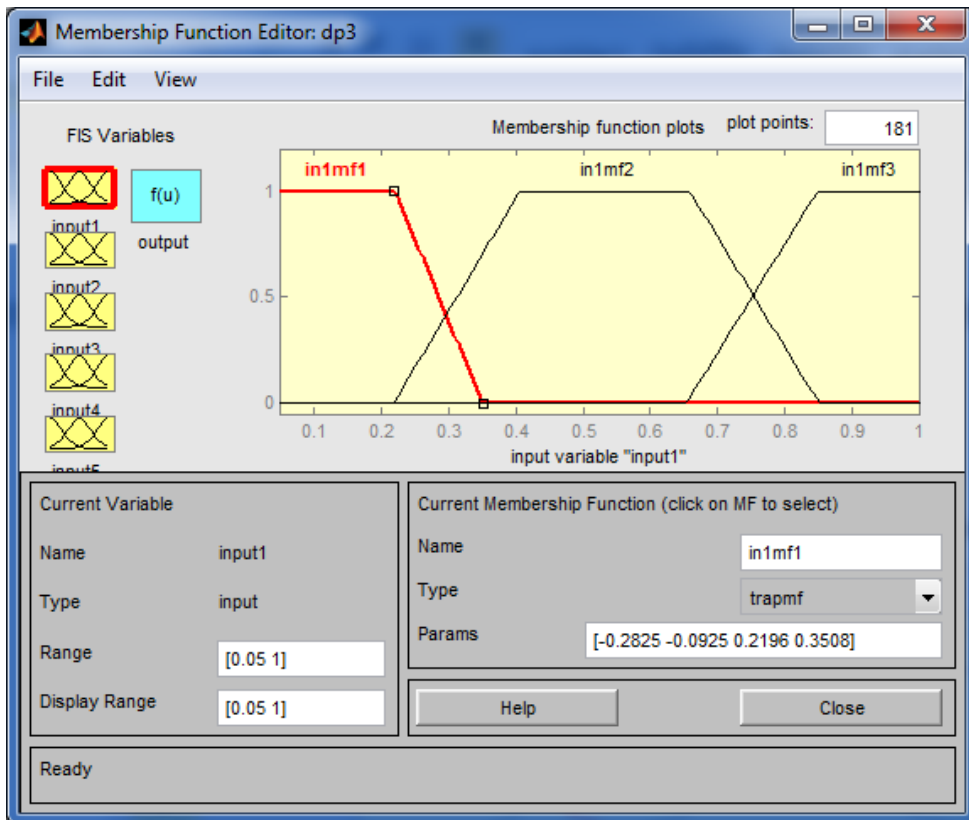 Membership Function Editor: dp3
File Edit View
FIS Variables
Membership function plots plot points: 181
f(u)
input1
output
input2
input3
input4
input5
in1mf1 in1mf2 in1mf3
1
0.5
0
0.1 0.2 0.3 0.4 0.5 0.6 0.7 0.8 0.9 1
input variable "input1"
Current Variable
Name input1
Type input
Range [0.05 1]
Display Range [0.05 1]
Current Membership Function (click on MF to select)
Name in1mf1
Type trapmf
Params [-0.2825 -0.0925 0.2196 0.3508]
Help Close
Ready